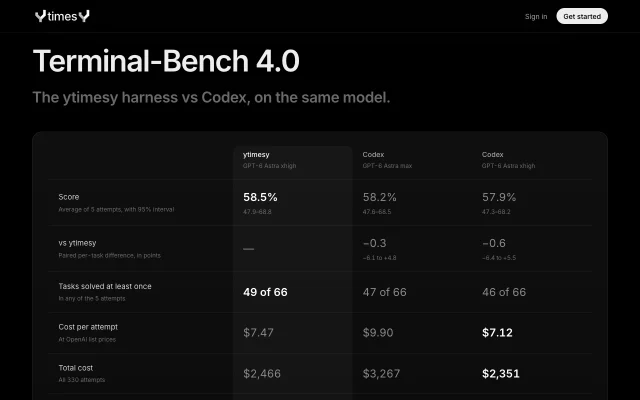 timesy
Sign in
Get started
Terminal-Bench 4.0
The ytimesy harness vs Codex, on the same model.
ytimesy Codex Codex
GPT-6 Astra xhigh GPT-6 Astra max GPT-6 Astra xhigh
Score 58.5% 58.2% 57.9%
Average of 5 attempts, with 95% interval 47.9–68.8 47.6–68.5 47.3–68.2
vs ytimesy — −0.3 −0.6
Paired per-task difference, in points −6.1 to +4.8 −6.4 to +5.5
Tasks solved at least once 49 of 66 47 of 66 46 of 66
In any of the 5 attempts
Cost per attempt $7.47 $9.90 $7.12
At OpenAI list prices
Total cost $2,466 $3,267 $2,351
All 330 attempts